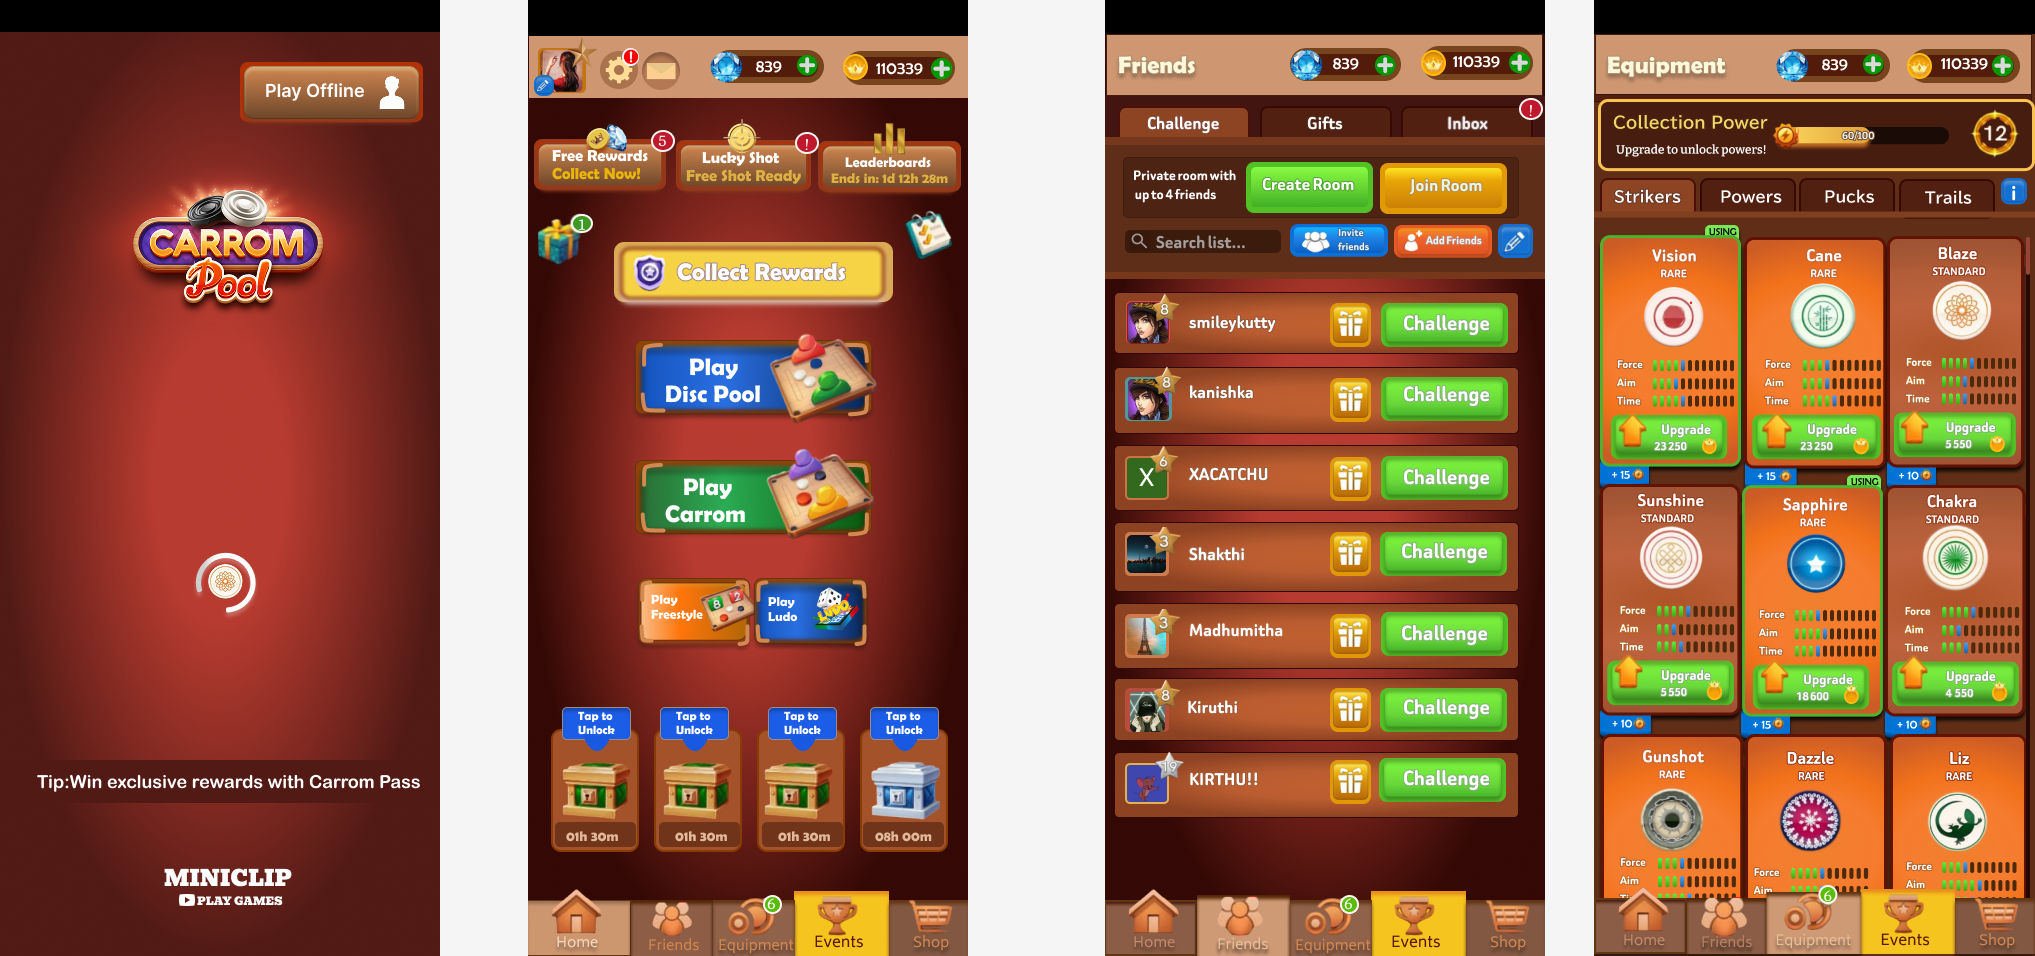 Play Offline
CARROM
Pool
Tip:Win exclusive rewards with Carrom Pass
MINICLIP
PLAY GAMES
!
839
110339
Free Rewards
Collect Now!
5
Lucky Shot
Free Shot Ready
!
Leaderboards
Ends in: 1d 12h 28m
1
Collect Rewards
Play
Disc Pool
Play
Carrom
Play
Freestyle
8 2
Play
Ludo
LUDO
Tap to
Unlock
Tap to
Unlock
Tap to
Unlock
Tap to
Unlock
01h 30m
01h 30m
01h 30m
08h 00m
Home
Friends
6
Equipment
Events
Shop
Friends
839
110339
Challenge
Gifts
Inbox
!
Private room with
up to 4 friends
Create Room
Join Room
Search list...
Invite
friends
Add Friends
8
smileykutty
Challenge
8
kanishka
Challenge
X
6
XACATCHU
Challenge
3
Shakthi
Challenge
3
Madhumitha
Challenge
8
Kiruthi
Challenge
19
KIRTHU!!
Challenge
Home
Friends
6
Equipment
Events
Shop
Equipment
839
110339
Collection Power
Upgrade to unlock powers!
60/100
12
Strikers
Powers
Pucks
Trails
i
USING
Vision
RARE
Force
Aim
Time
Upgrade
23 250
+ 15
Cane
RARE
Force
Aim
Time
Upgrade
23 250
+ 15
Blaze
STANDARD
Force
Aim
Time
Upgrade
5 550
+ 10
Sunshine
STANDARD
Force
Aim
Time
Upgrade
5 550
+ 10
USING
Sapphire
RARE
Force
Aim
Time
Upgrade
18 600
+ 15
Chakra
STANDARD
Force
Aim
Time
Upgrade
4 550
+ 10
Gunshot
RARE
Force
Aim
Dazzle
RARE
Force
Aim
Liz
RARE
Force
Aim
Home
Friends
6
Equipment
Events
Shop